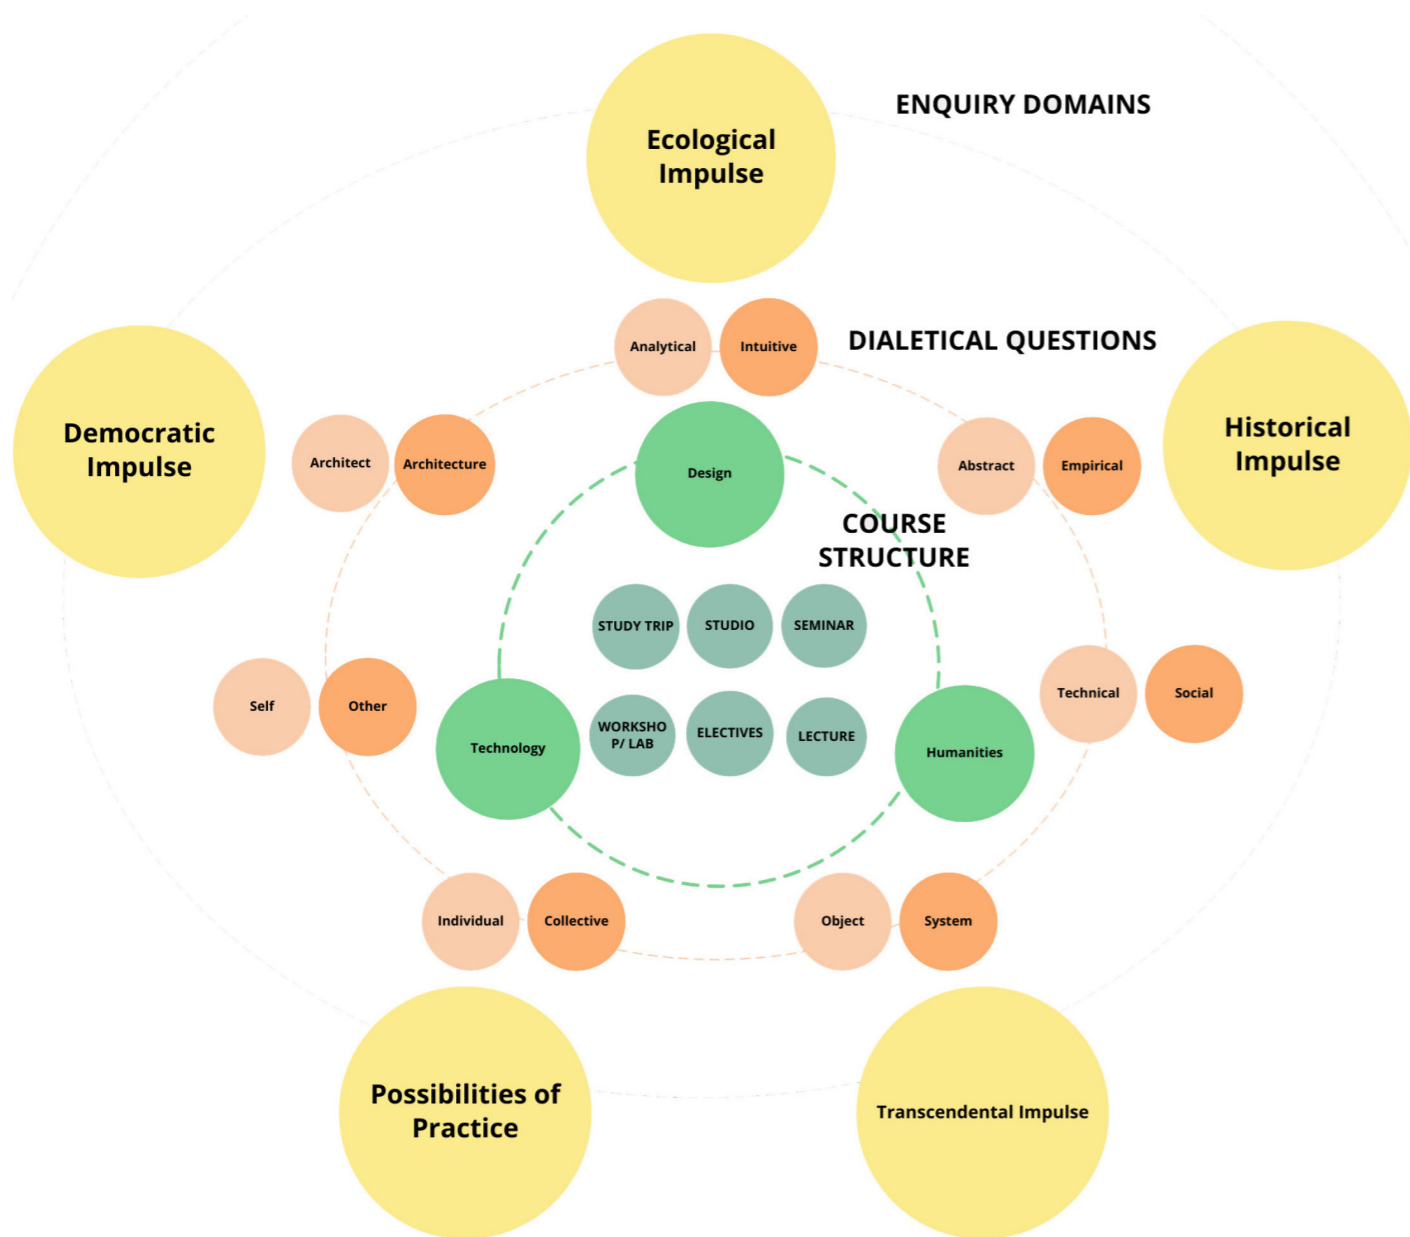 ENQUIRY DOMAINS
Ecological
Impulse
Democratic
Impulse
Historical
Impulse
Possibilities of
Practice
Transcendental Impulse
DIALETICAL QUESTIONS
Analytical
Intuitive
Architect
Architecture
Abstract
Empirical
Self
Other
Technical
Social
Individual
Collective
Object
System
COURSE
STRUCTURE
Design
Technology
Humanities
STUDY TRIP
STUDIO
SEMINAR
WORKSHO
P/ LAB
ELECTIVES
LECTURE